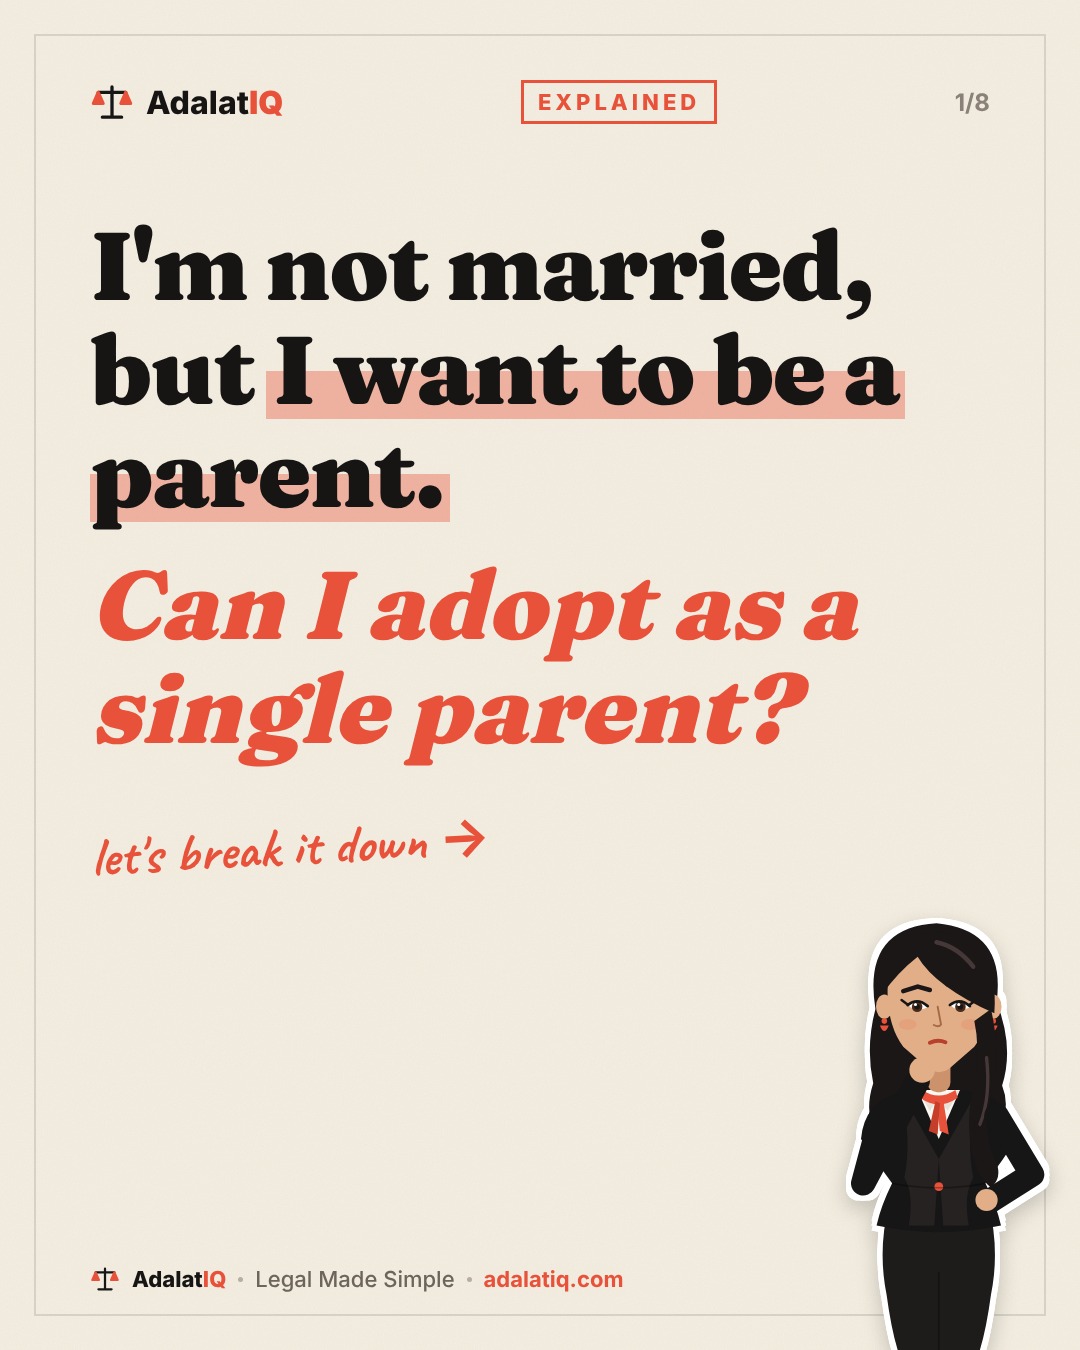 AdalatIQ
EXPLAINED
1/8
I'm not married,
but I want to be a
parent.
Can I adopt as a
single parent?
let's break it down →
AdalatIQ • Legal Made Simple • adalatiq.com